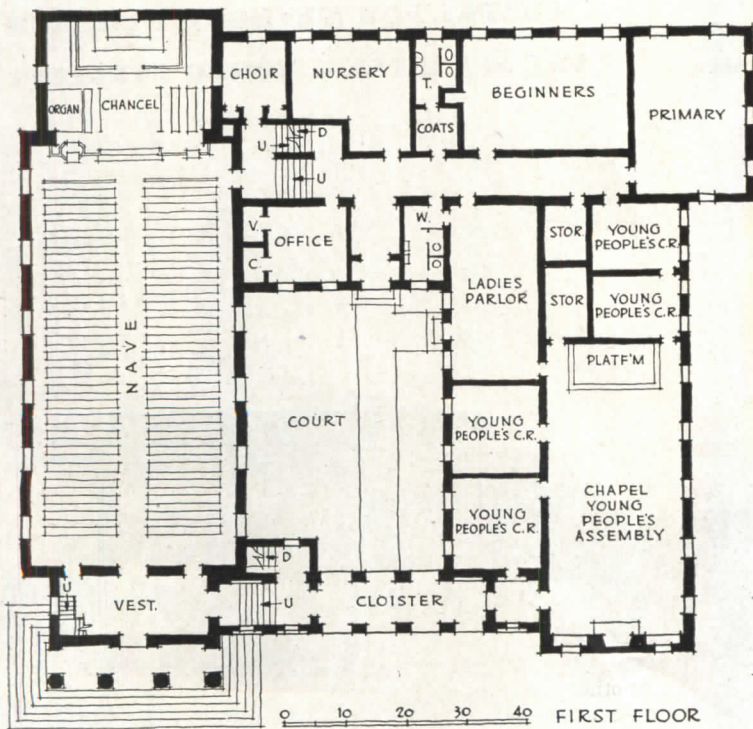 CHOIR
NURSERY
T.
BEGINNERS
PRIMARY
ORGAN
CHANCEL
COATS
D
U
U
V.
OFFICE
C.
W.
STOR.
YOUNG
PEOPLE'S C.R.
LADIES
PARLOR
STOR
YOUNG
PEOPLE'S C.R.
PLATF'M
NAVE
COURT
YOUNG
PEOPLE'S C.R.
YOUNG
PEOPLE'S C.R.
CHAPEL
YOUNG
PEOPLE'S
ASSEMBLY
D
U
VEST.
U
CLOISTER
0 10 20 30 40
FIRST FLOOR